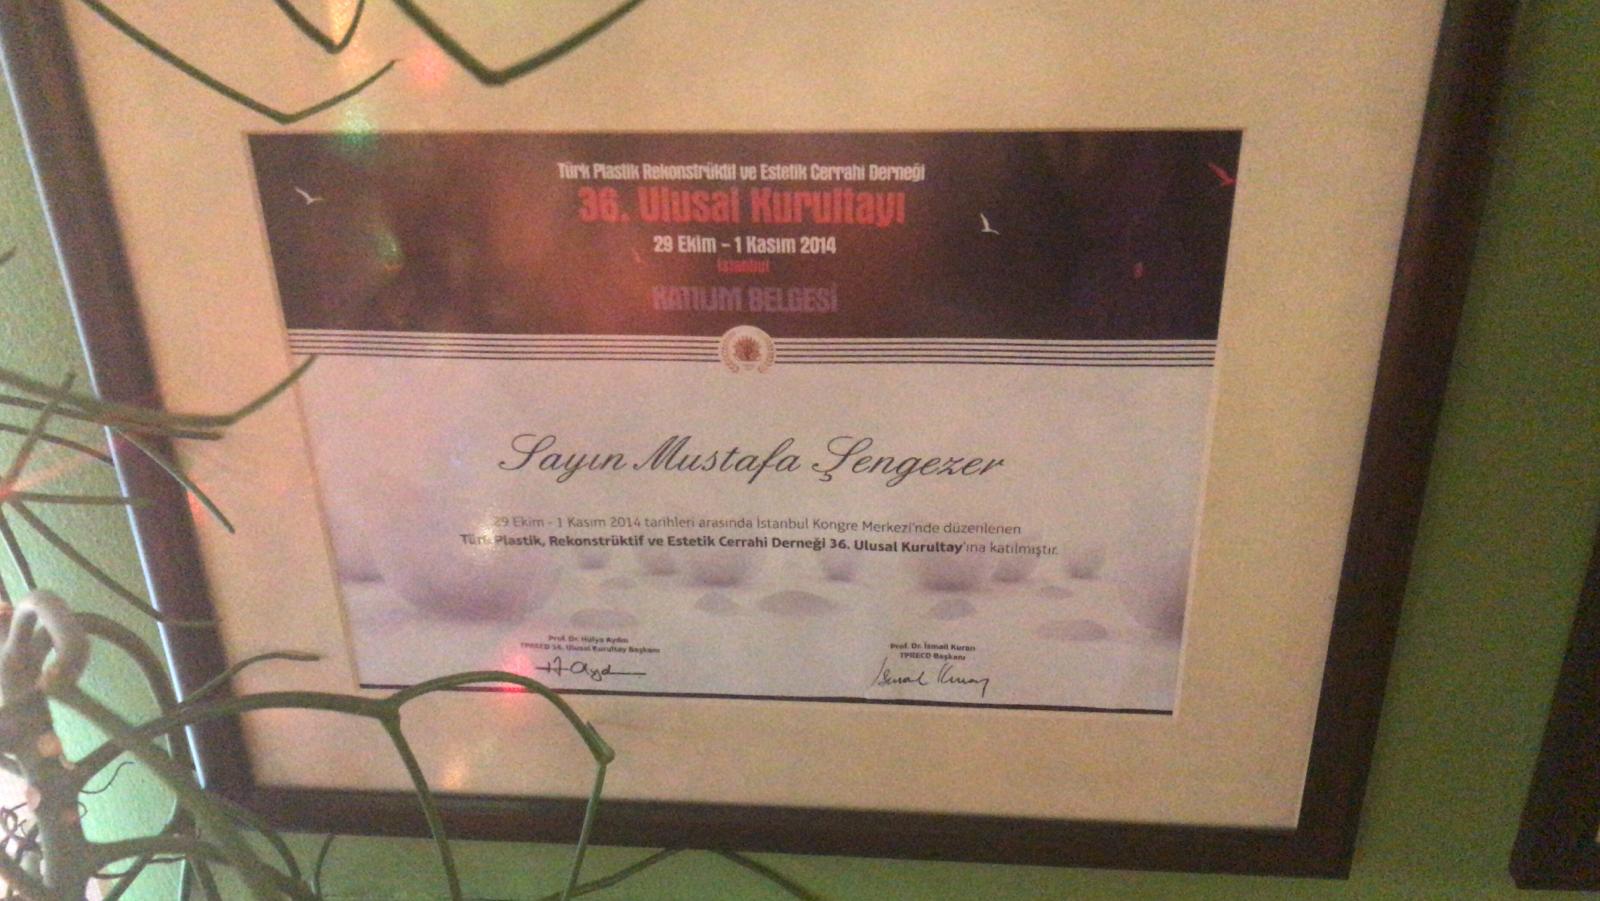 Türk Plastik Rekonstrüktif ve Estetik Cerrahi Derneği
36. Ulusal Kurultayı
29 Ekim - 1 Kasım 2014
İstanbul
KATILIM BELGESİ
Sayın Mustafa Şengezer
29 Ekim - 1 Kasım 2014 tarihleri arasında İstanbul Kongre Merkezi'nde düzenlenen
Türk Plastik, Rekonstrüktif ve Estetik Cerrahi Derneği 36. Ulusal Kurultay'ına katılmıştır.
Prof. Dr. Hülya Aydın
TPRECD 36. Ulusal Kurultay Başkanı
H. Aydın
Prof. Dr. İsmail Kuran
TPRECD Başkanı
İsmail Kuran